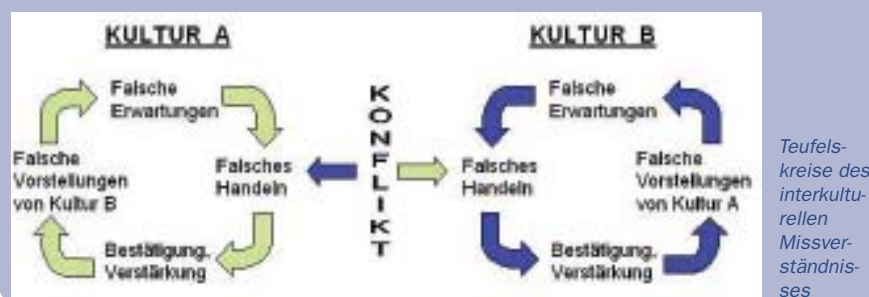 KULTUR A
Falsche
Erwartungen
Falsche
Vorstellungen
von Kultur B
Falsches
Handeln
Bestätigung,
Verstärkung
K
O
N
F
L
I
K
T
KULTUR B
Falsche
Erwartungen
Falsches
Handeln
Falsche
Vorstellungen
von Kultur A
Bestätigung,
Verstärkung
Teufels-
kreise des
interkultu-
rellen
Missver-
ständnis-
ses